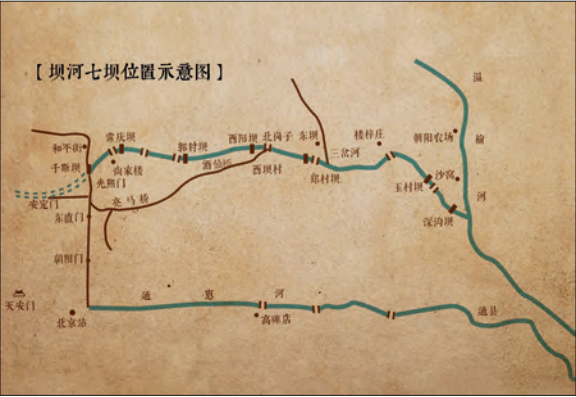 【坝河七坝位置示意图】
温
榆
河
和平街
常庆坝
郭村坝
酉阳坝
北岗子
东坝
楼梓庄
朝阳农场
千斯坝
尚家楼
酒仙桥
西坝村
三岔河
郑村坝
沙窝
王村坝
光熙门
安定门
亮马桥
东直门
深沟坝
朝阳门
天安门
北京站
通
惠
河
高碑店
通县